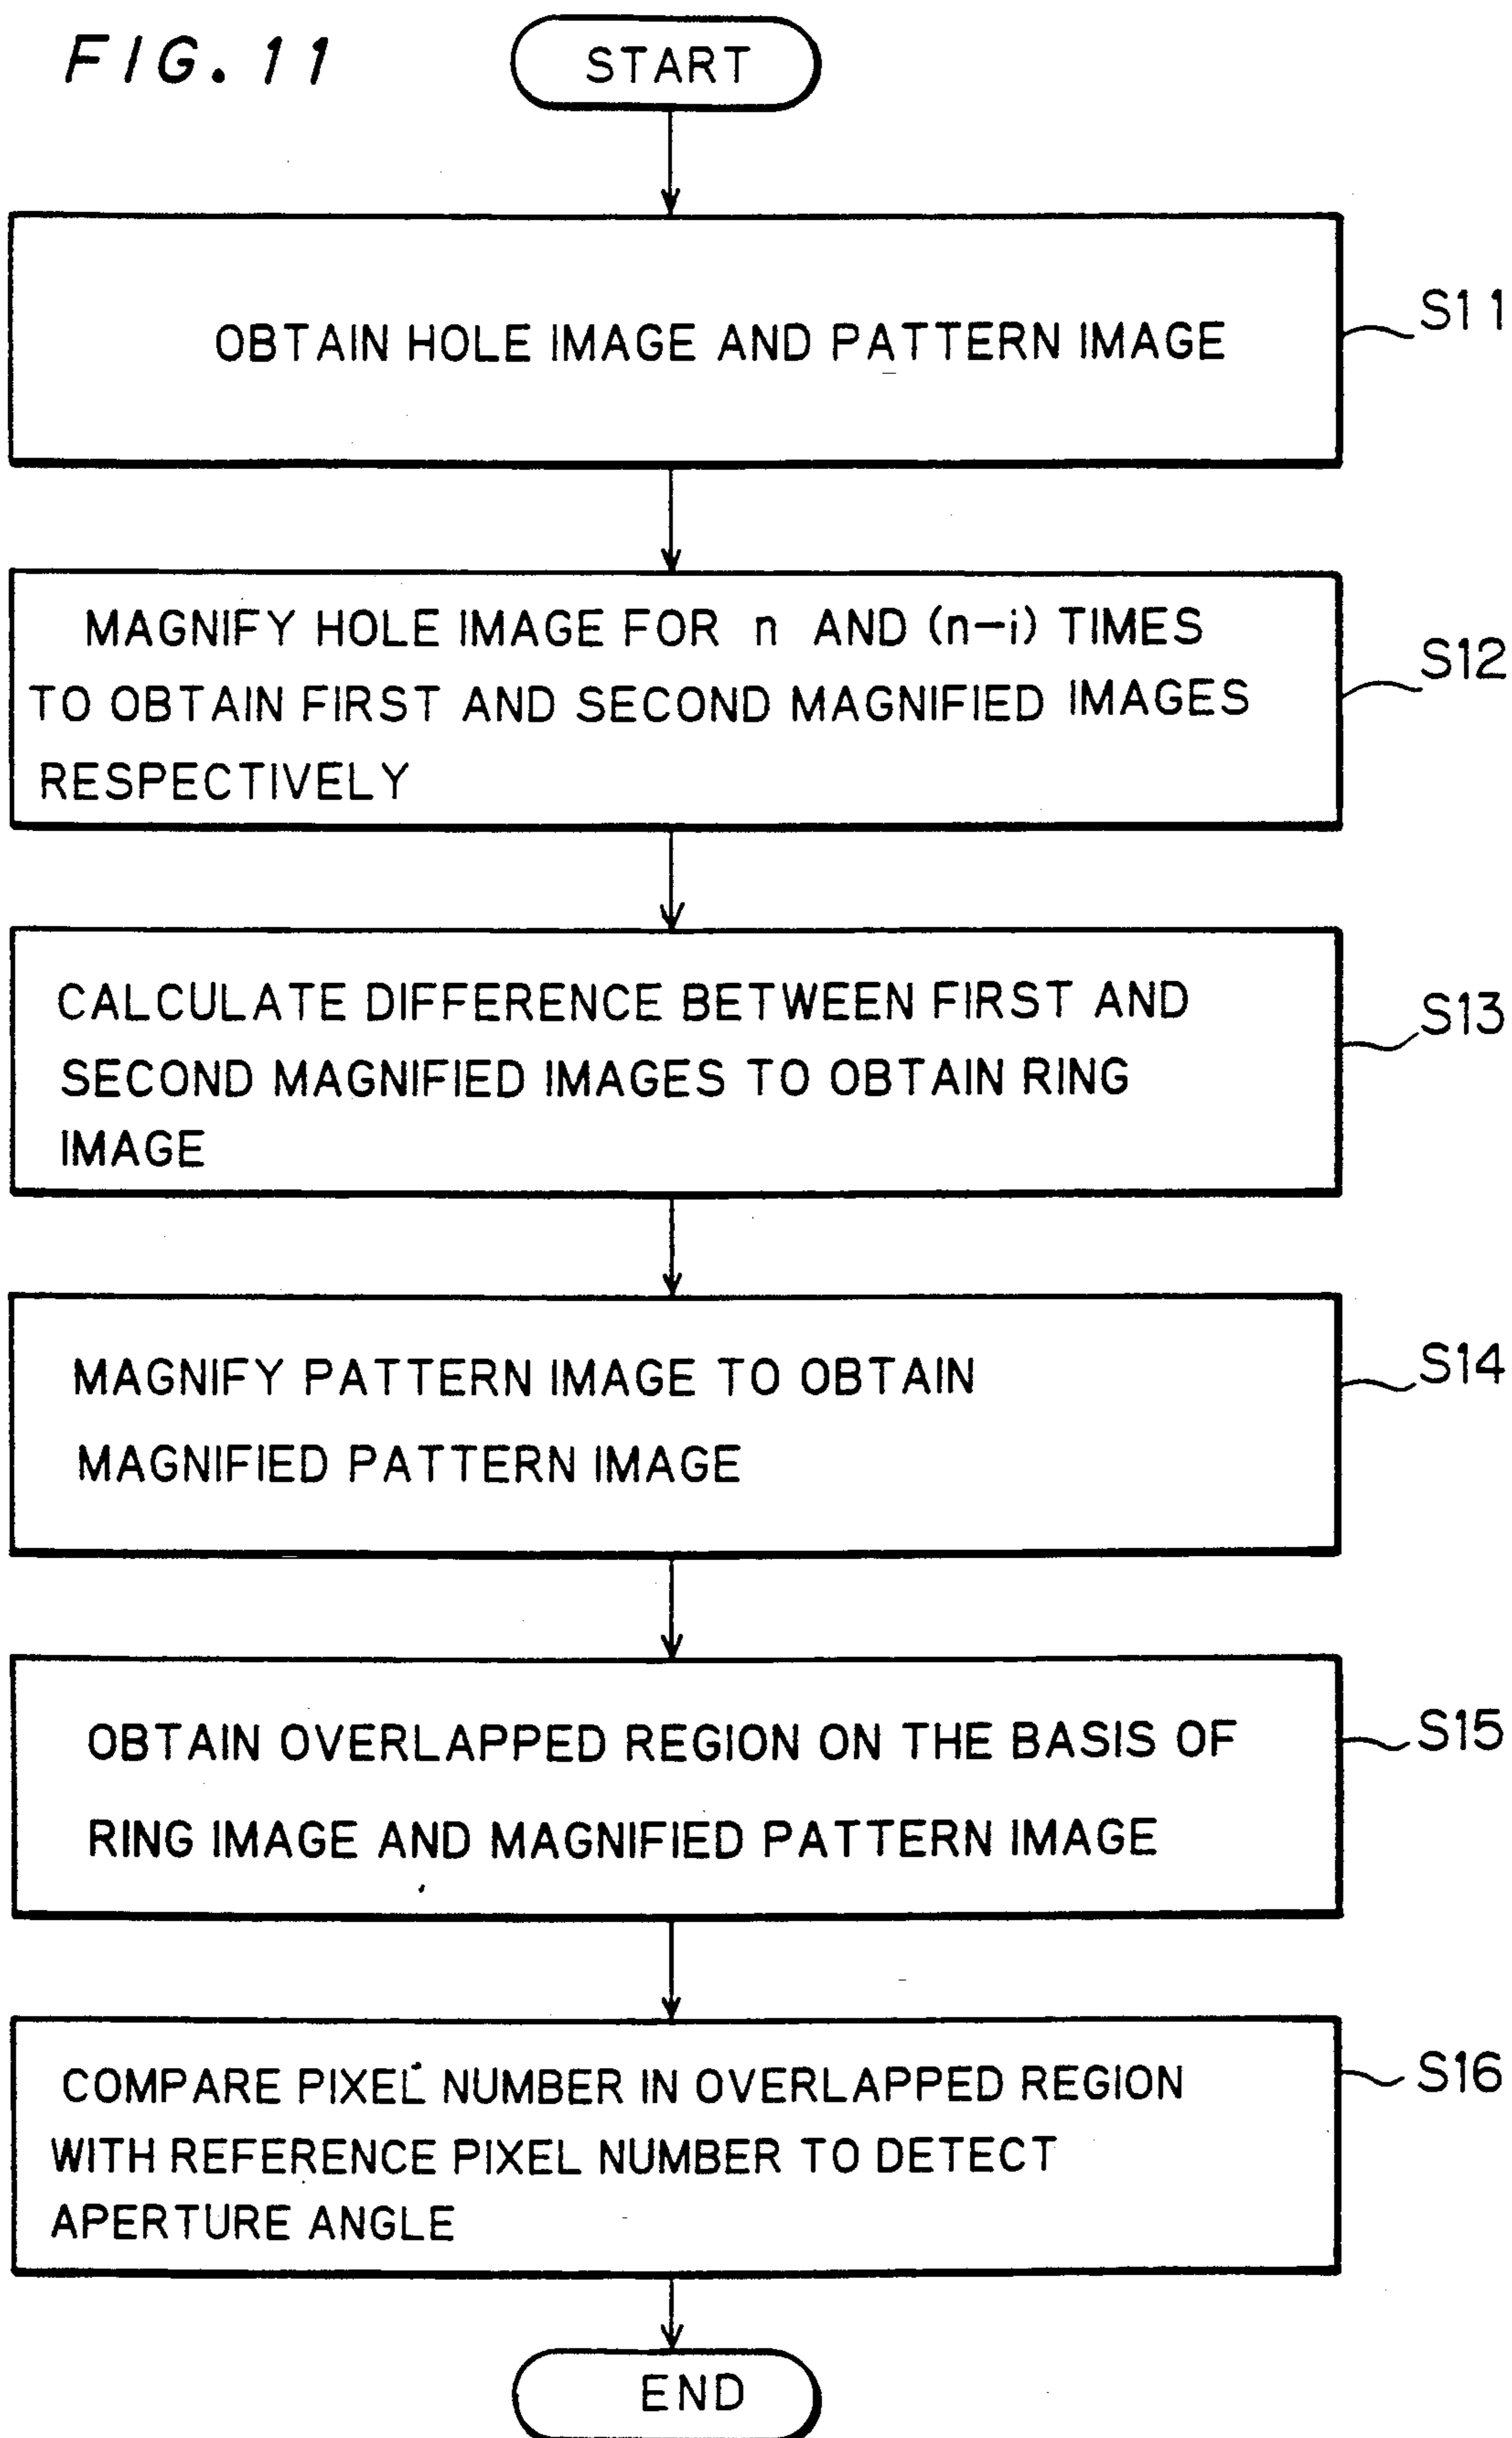 FIG. 11
START
OBTAIN HOLE IMAGE AND PATTERN IMAGE
S11
MAGNIFY HOLE IMAGE FOR n AND (n-i) TIMES
TO OBTAIN FIRST AND SECOND MAGNIFIED IMAGES
RESPECTIVELY
S12
CALCULATE DIFFERENCE BETWEEN FIRST AND
SECOND MAGNIFIED IMAGES TO OBTAIN RING
IMAGE
S13
MAGNIFY PATTERN IMAGE TO OBTAIN
MAGNIFIED PATTERN IMAGE
S14
OBTAIN OVERLAPPED REGION ON THE BASIS OF
RING IMAGE AND MAGNIFIED PATTERN IMAGE
S15
COMPARE PIXEL NUMBER IN OVERLAPPED REGION
WITH REFERENCE PIXEL NUMBER TO DETECT
APERTURE ANGLE
S16
END